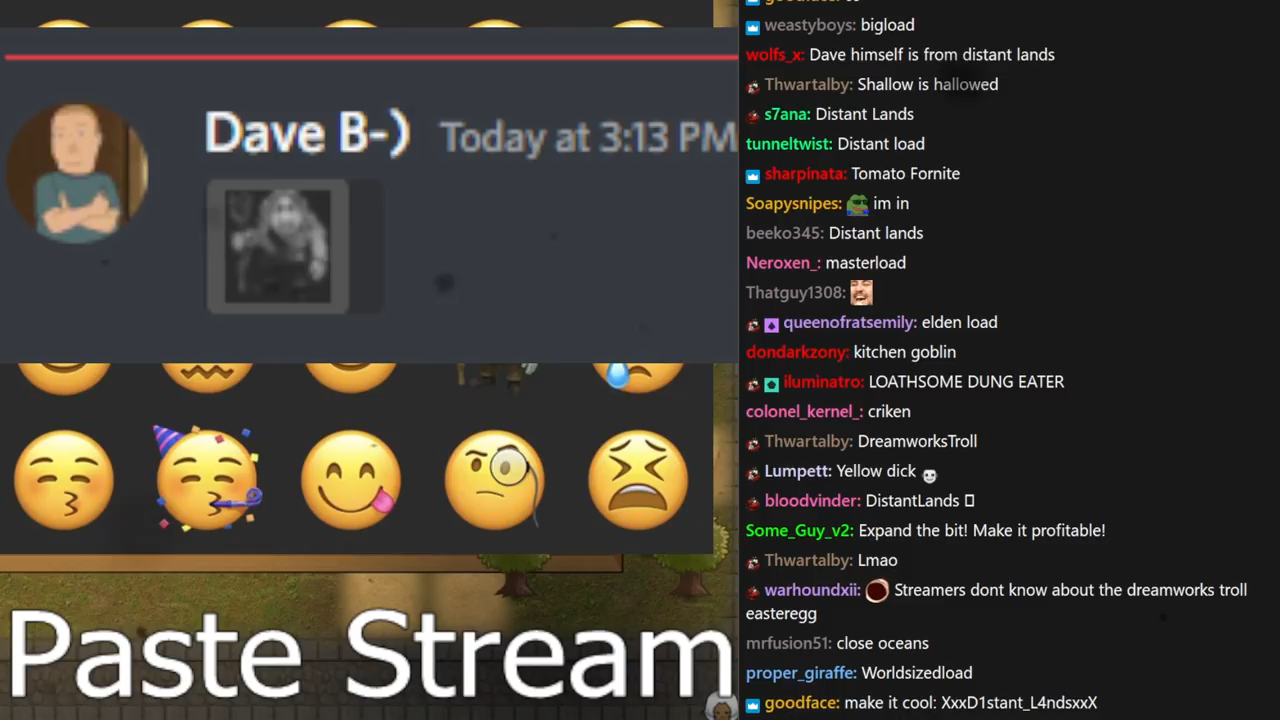 Dave B-) Today at 3:13 PM
Paste Stream
weastyboys: bigload
wolfs_x: Dave himself is from distant lands
Thwartalby: Shallow is hallowed
s7ana: Distant Lands
tunneltwist: Distant load
sharpinata: Tomato Fornite
Soapysnipes: im in
beeko345: Distant lands
Neroxen_: masterload
Thatguy1308:
queenofratsemily: elden load
dondarkzony: kitchen goblin
iluminatro: LOATHSOME DUNG EATER
colonel_kernel_: criken
Thwartalby: DreamworksTroll
Lumpett: Yellow dick
bloodvinder: DistantLands
Some_Guy_v2: Expand the bit! Make it profitable!
Thwartalby: Lmao
warhoundxii: Streamers dont know about the dreamworks troll
easteregg
mrfusion51: close oceans
proper_giraffe: Worldsizedload
goodface: make it cool: XxxD1stant_L4ndsxxX